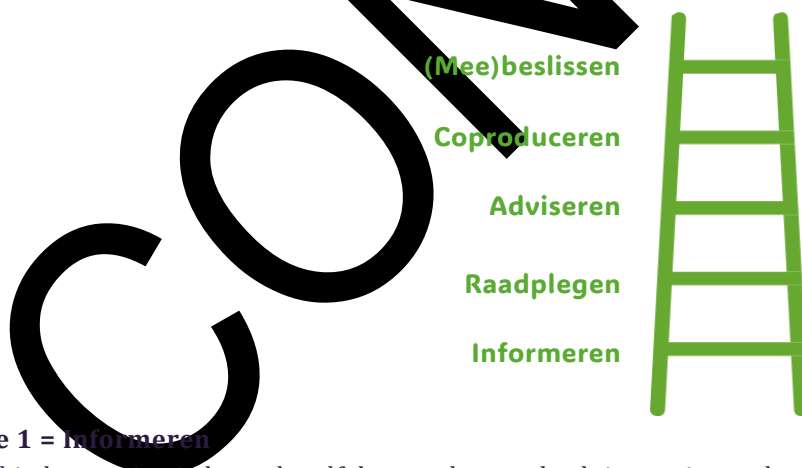 CON
(Mee)beslissen
Coproduceren
Adviseren
Raadplegen
Informeren
e 1 = Informeren